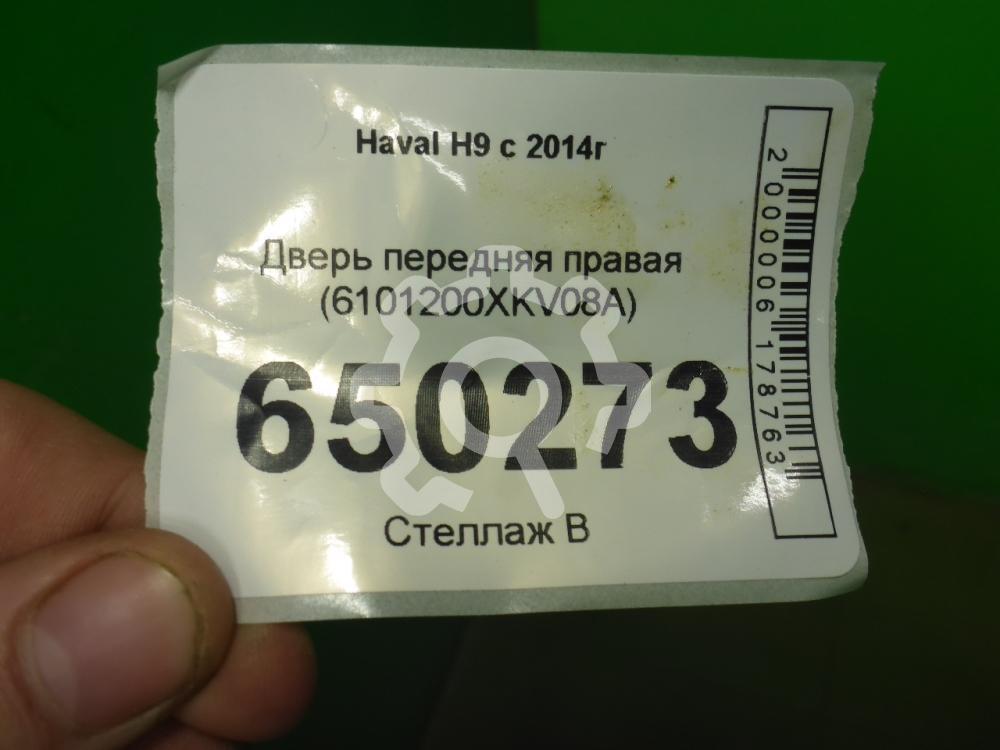 Haval H9 с 2014г
Дверь передняя правая
(6101200XKV08A)
650273
Стеллаж В
2000006178763